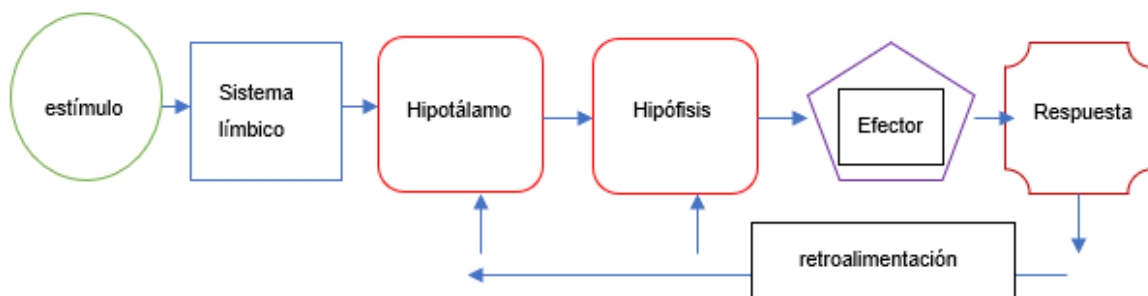 estímulo
Sistema
límbico
Hipotálamo
Hipófisis
Efector
Respuesta
retroalimentación